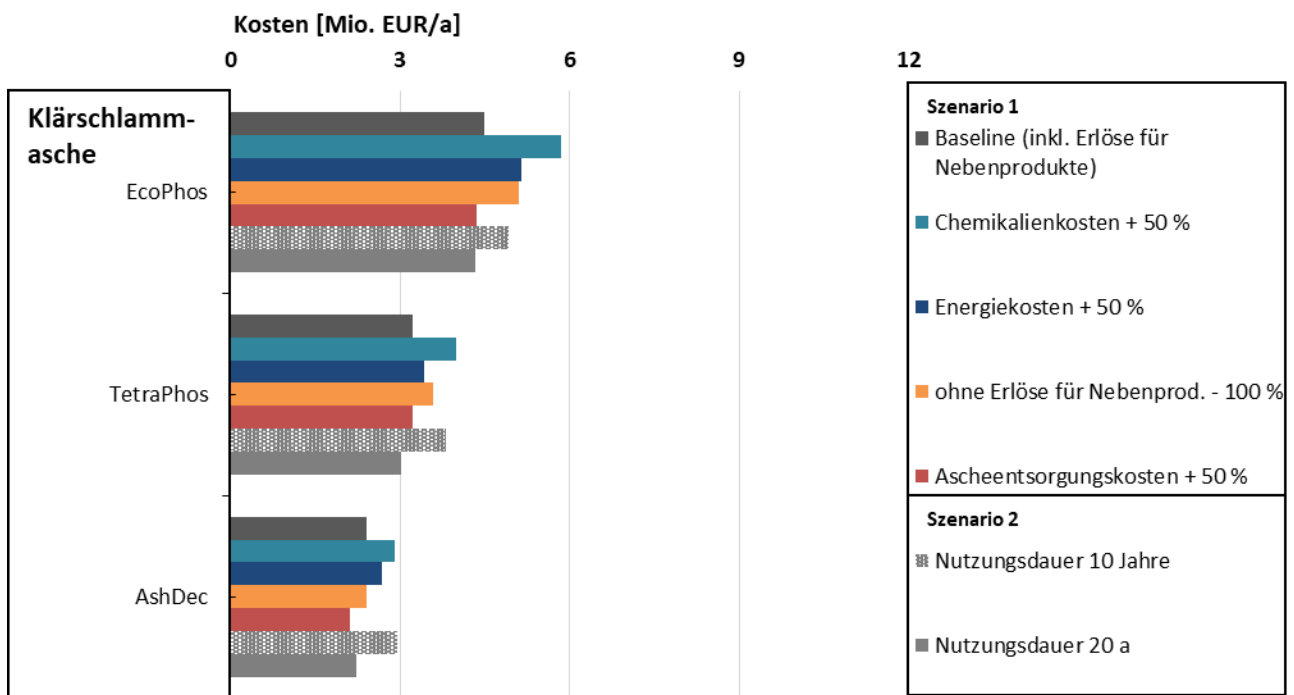 Kosten [Mio. EUR/a]
0 3 6 9 12
Klärschlamm-
asche
EcoPhos
TetraPhos
AshDec
Szenario 1
Baseline (inkl. Erlöse für
Nebenprodukte)
Chemikalienkosten + 50 %
Energiekosten + 50 %
ohne Erlöse für Nebenprod. - 100 %
Ascheentsorgungskosten + 50 %
Szenario 2
Nutzungsdauer 10 Jahre
Nutzungsdauer 20 a